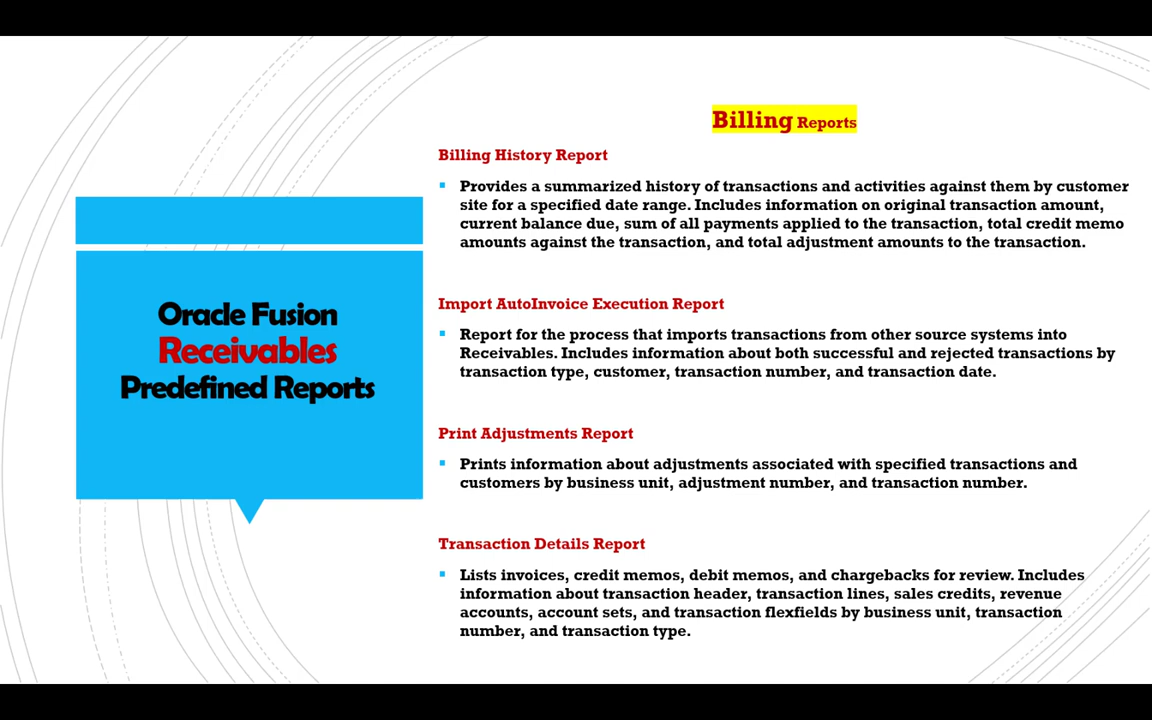 Oracle Fusion
Receivables
Predefined Reports
Billing Reports
Billing History Report
▪ Provides a summarized history of transactions and activities against them by customer
site for a specified date range. Includes information on original transaction amount,
current balance due, sum of all payments applied to the transaction, total credit memo
amounts against the transaction, and total adjustment amounts to the transaction.
Import AutoInvoice Execution Report
▪ Report for the process that imports transactions from other source systems into
Receivables. Includes information about both successful and rejected transactions by
transaction type, customer, transaction number, and transaction date.
Print Adjustments Report
▪ Prints information about adjustments associated with specified transactions and
customers by business unit, adjustment number, and transaction number.
Transaction Details Report
▪ Lists invoices, credit memos, debit memos, and chargebacks for review. Includes
information about transaction header, transaction lines, sales credits, revenue
accounts, account sets, and transaction flexfields by business unit, transaction
number, and transaction type.